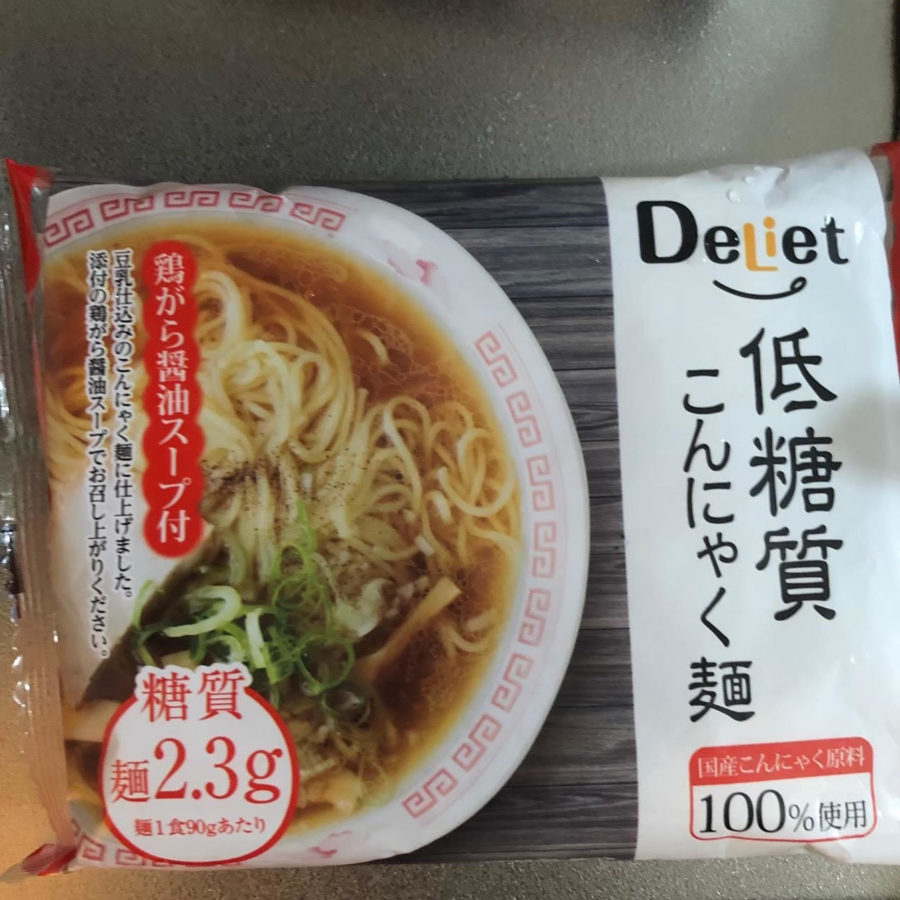 Deliet
低糖質
こんにゃく麺
国産こんにゃく原料
100%使用
鶏がら醤油スープ付
豆乳仕込みのこんにゃく麺に仕上げました。
添付の鶏がら醤油スープでお召し上がりください。
糖質
麺2.3g
麺1食90gあたり